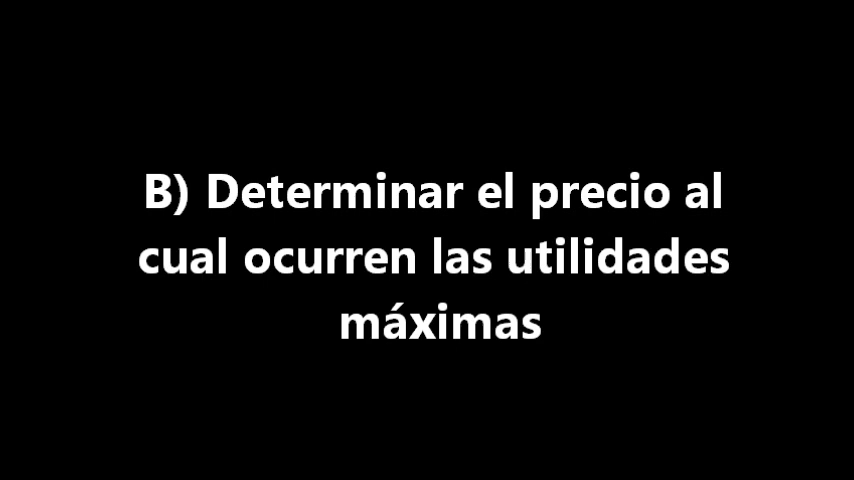 B) Determinar el precio al
cual ocurren las utilidades
máximas